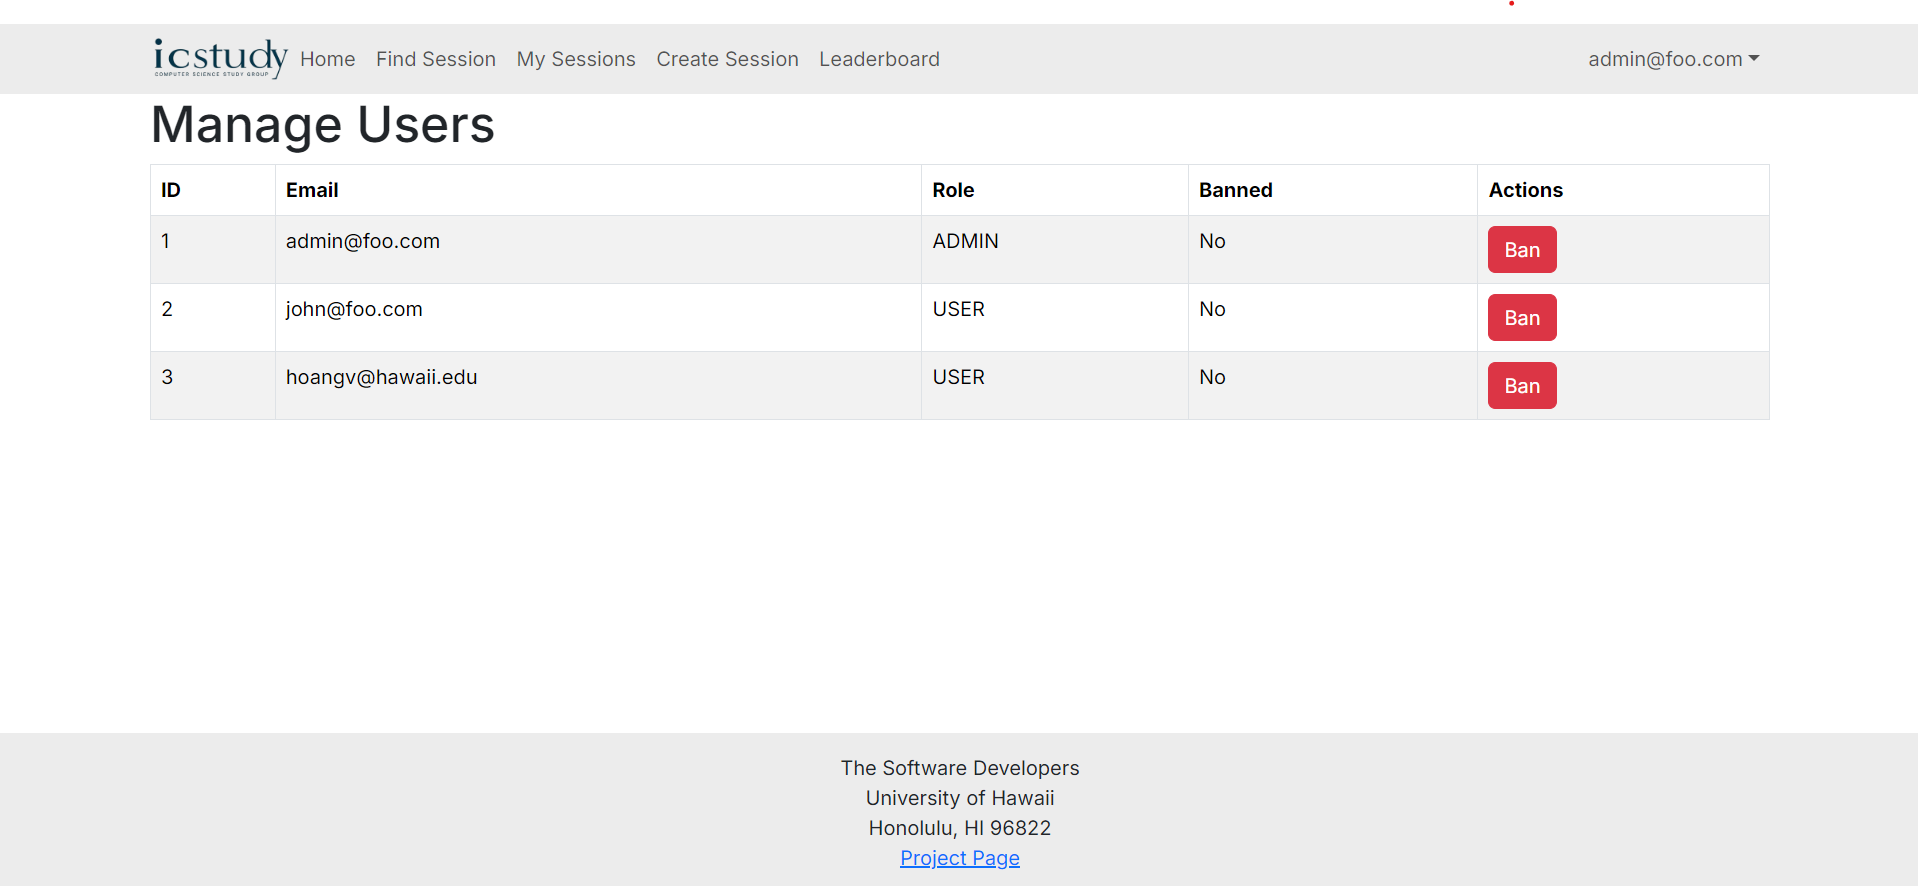 icstudy Home Find Session My Sessions Create Session Leaderboard admin@foo.com
COMPUTER SCIENCE STUDY GROUP
Manage Users
ID Email Role Banned Actions
1 admin@foo.com ADMIN No Ban
2 john@foo.com USER No Ban
3 hoangv@hawaii.edu USER No Ban
The Software Developers
University of Hawaii
Honolulu, HI 96822
Project Page